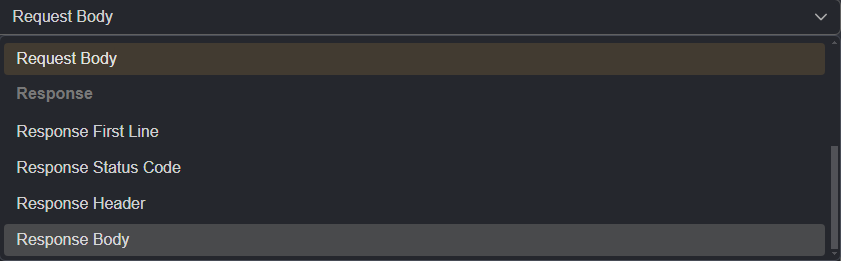 Request Body
Request Body
Response
Response First Line
Response Status Code
Response Header
Response Body